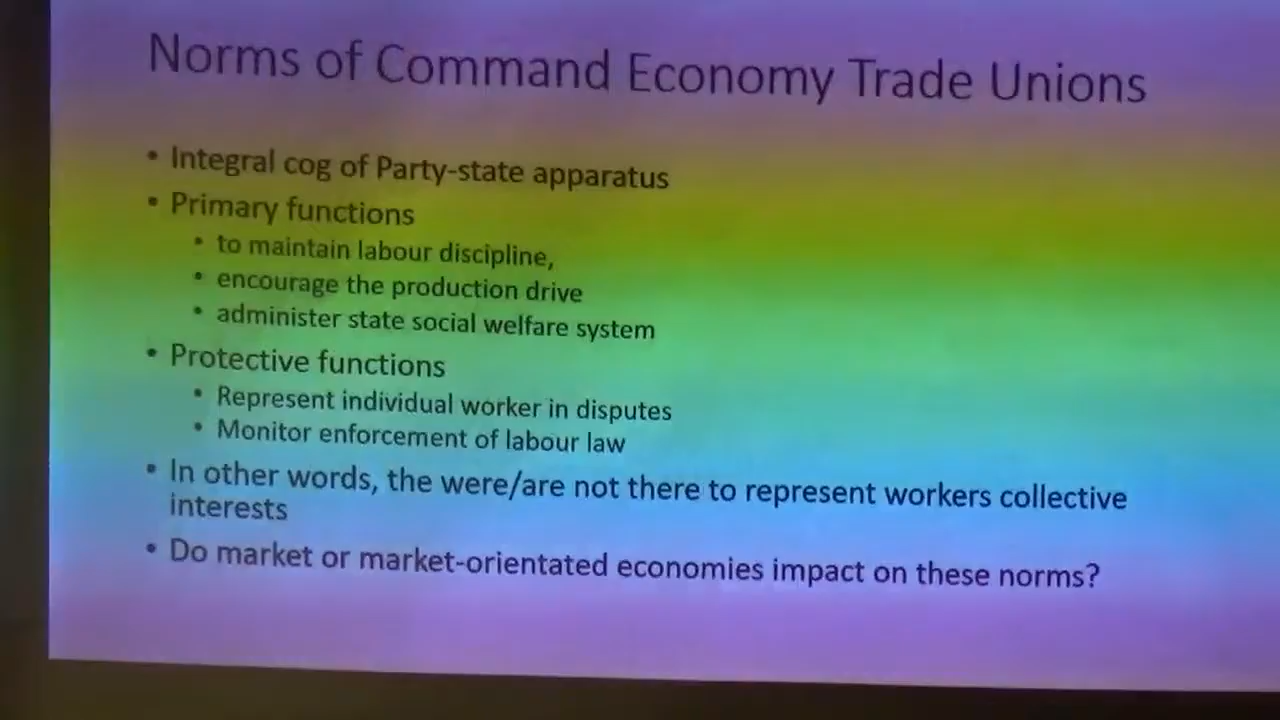 Norms of Command Economy Trade Unions
• Integral cog of Party-state apparatus
• Primary functions
• to maintain labour discipline,
• encourage the production drive
• administer state social welfare system
• Protective functions
• Represent individual worker in disputes
• Monitor enforcement of labour law
• In other words, the were/are not there to represent workers collective
interests
• Do market or market-orientated economies impact on these norms?